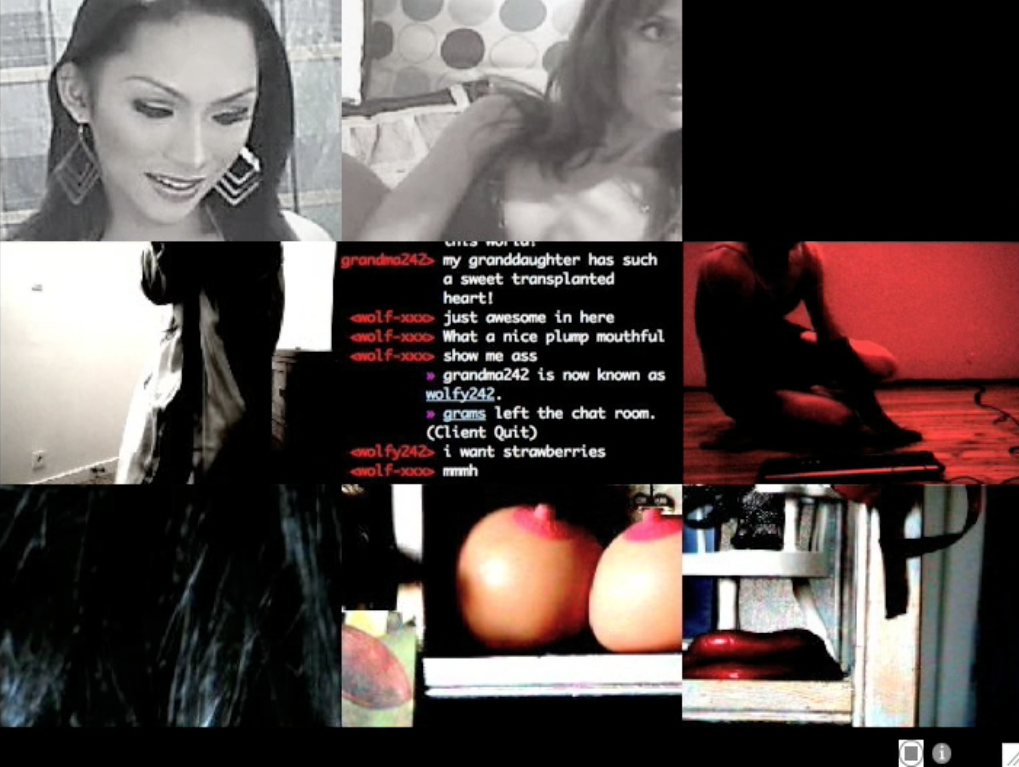 this world!
grandma242> my granddaughter has such
a sweet transplanted
heart!
<wolf-xxx> just awesome in here
<wolf-xxx> What a nice plump mouthful
<wolf-xxx> show me ass
» grandma242 is now known as
wolfy242.
» grams left the chat room.
(Client Quit)
<wolfy242> i want strawberries
<wolf-xxx> mmmh
i